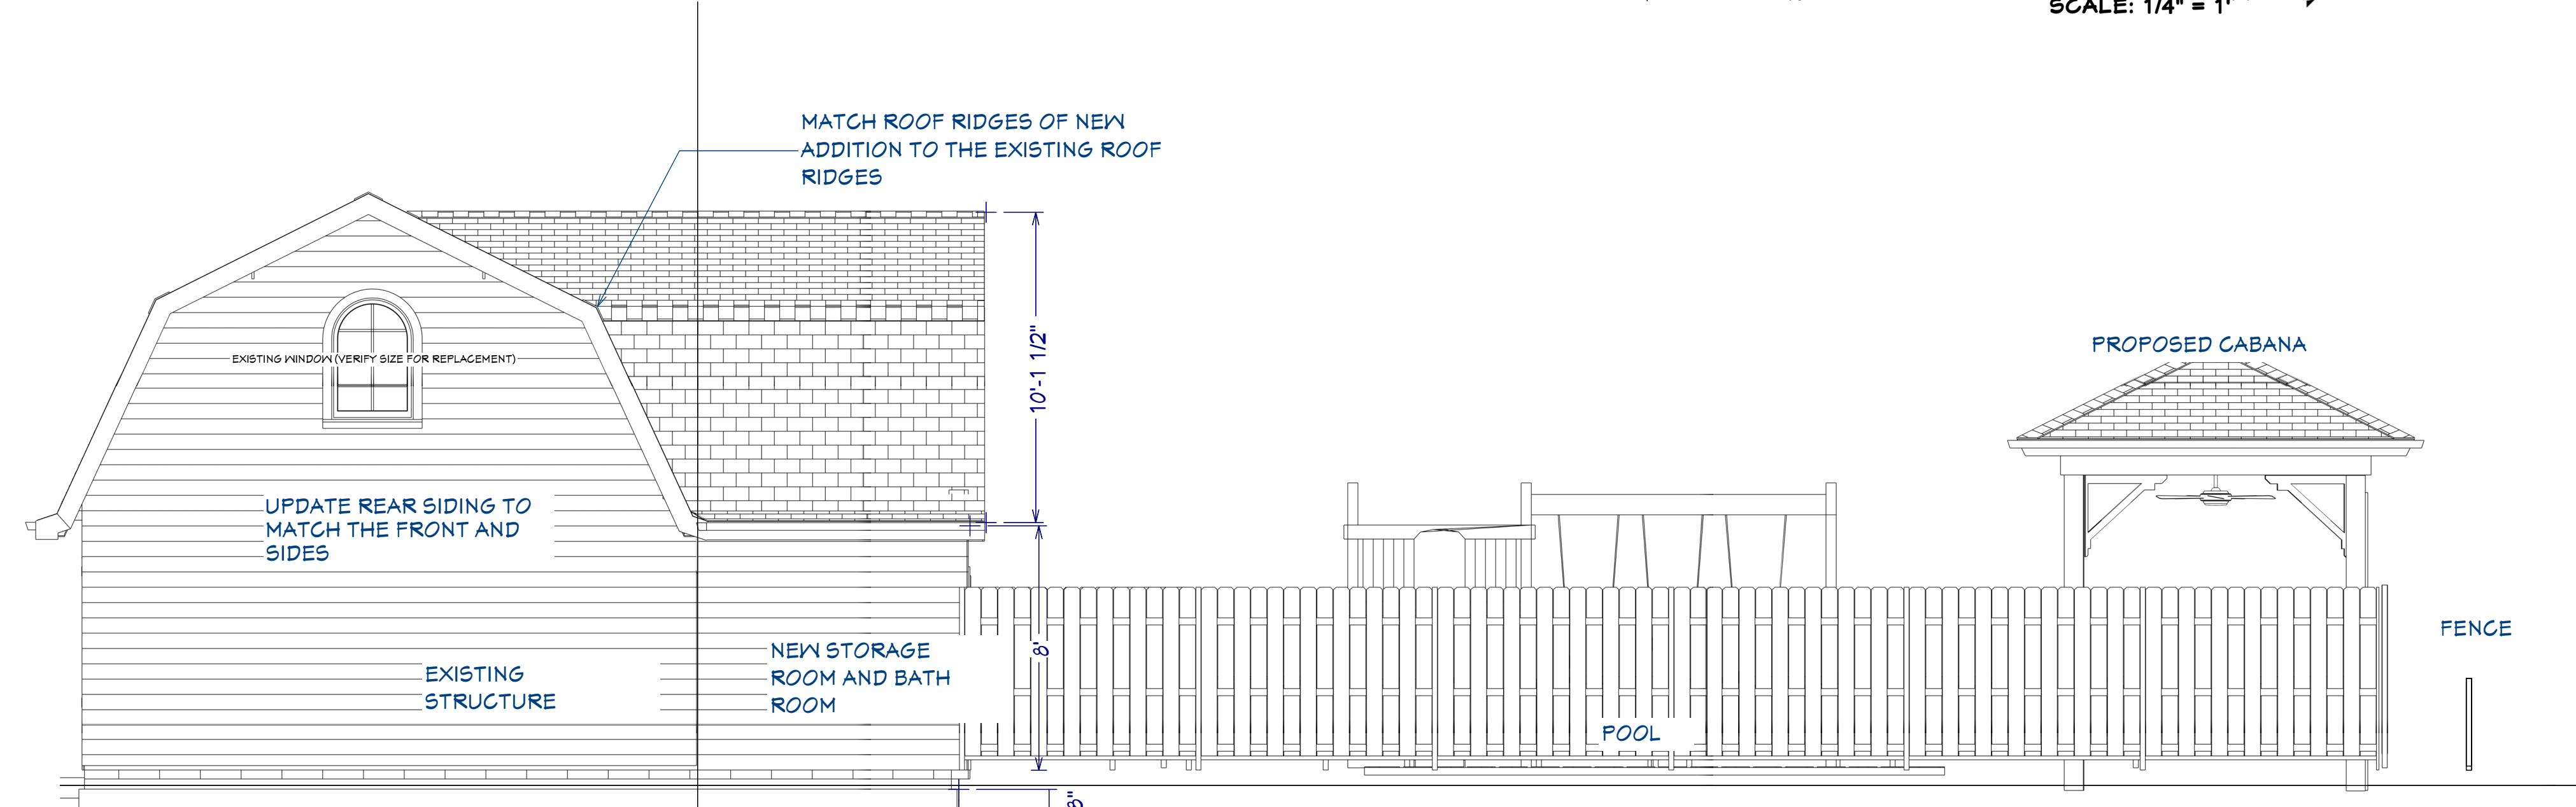 SCALE: 1/4" = 1'
MATCH ROOF RIDGES OF NEW
ADDITION TO THE EXISTING ROOF
RIDGES
10'-1 1/2"
PROPOSED CABANA
EXISTING WINDOW (VERIFY SIZE FOR REPLACEMENT)
UPDATE REAR SIDING TO
MATCH THE FRONT AND
SIDES
FENCE
8'
NEW STORAGE
ROOM AND BATH
ROOM
EXISTING
STRUCTURE
POOL
8"